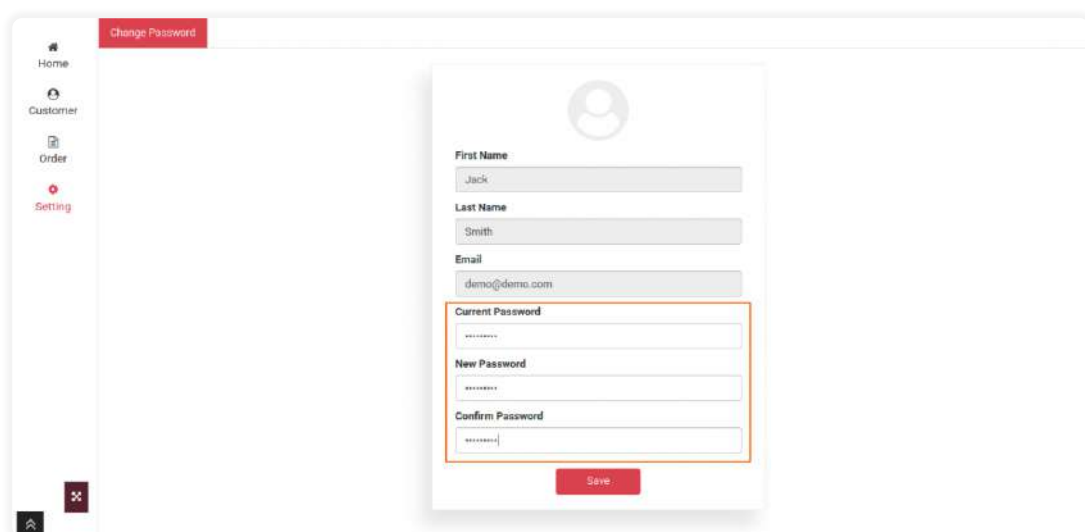 Change Password
Home
Customer
Order
Setting
First Name
Jack
Last Name
Smith
Email
demo@demo.com
Current Password
•••••••••
New Password
•••••••••
Confirm Password
•••••••••
Save